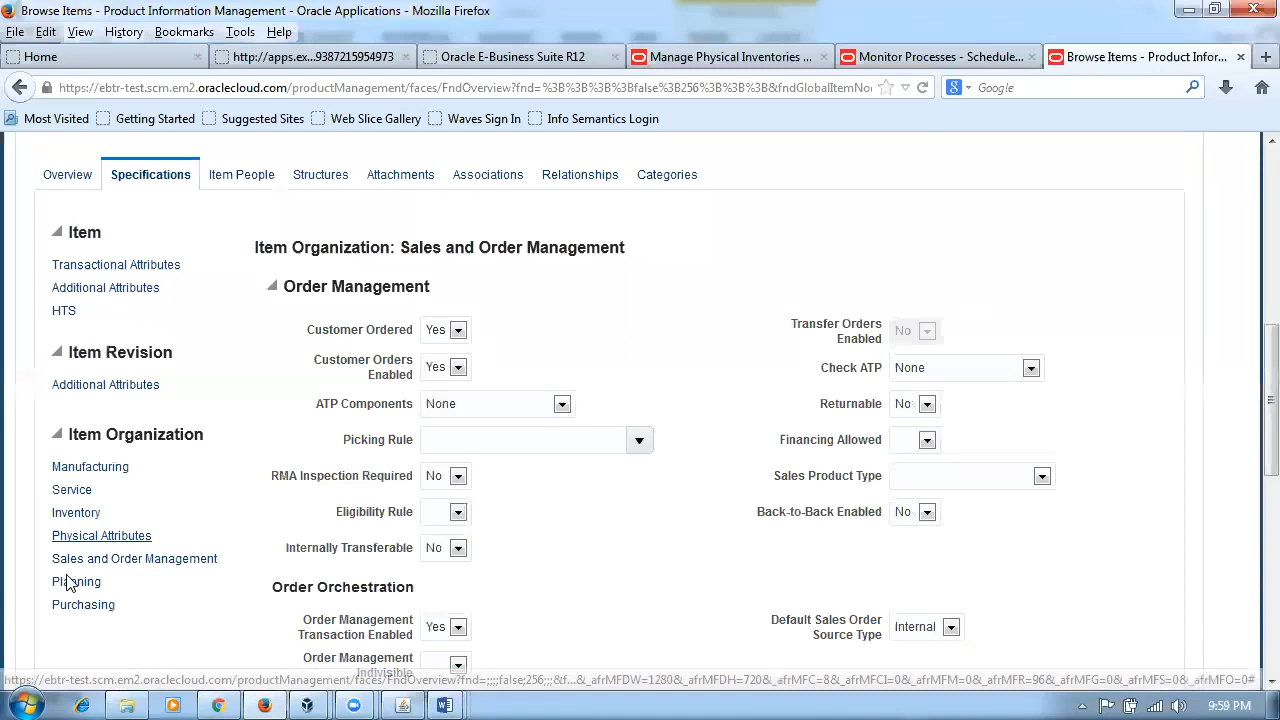 Browse Items - Product Information Management - Oracle Applications - Mozilla Firefox
File Edit View History Bookmarks Tools Help
Home http://apps.ex...9387215954973 Oracle E-Business Suite R12 Manage Physical Inventories ... Monitor Processes - Schedule... Browse Items - Product Infor...
https://ebtr-test.scm.em2.oraclecloud.com/productManagement/faces/FndOverview?fnd=%3B%3B%3B%3Bfalse%3B256%3B%3B%3B&fndGlobalItemNo Google
Most Visited Getting Started Suggested Sites Web Slice Gallery Waves Sign In Info Semantics Login
Overview Specifications Item People Structures Attachments Associations Relationships Categories
Item
Transactional Attributes
Additional Attributes
HTS
Item Revision
Additional Attributes
Item Organization
Manufacturing
Service
Inventory
Physical Attributes
Sales and Order Management
Planning
Purchasing
Item Organization: Sales and Order Management
Order Management
Customer Ordered Yes
Customer Orders
Enabled Yes
ATP Components None
Picking Rule
RMA Inspection Required No
Eligibility Rule
Internally Transferable No
Transfer Orders
Enabled No
Check ATP None
Returnable No
Financing Allowed
Sales Product Type
Back-to-Back Enabled No
Order Orchestration
Order Management
Transaction Enabled Yes
Order Management
Indivisible
Default Sales Order
Source Type Internal
https://ebtr-test.scm.em2.oraclecloud.com/productManagement/faces/FndOverview?fnd=;;;;false;256;;;&f..._afrMFDW=1280&_afrMFDH=720&_afrMFC=8&_afrMFCI=0&_afrMFM=0&_afrMFR=96&_afrMFG=0&_afrMFS=0&_afrMFO=0#
9:59 PM